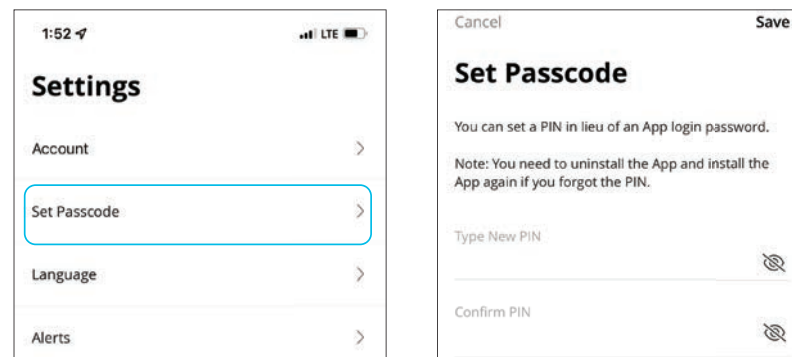 1:52
LTE
Settings
Account
Set Passcode
Language
Alerts
Cancel
Save
Set Passcode
You can set a PIN in lieu of an App login password.
Note: You need to uninstall the App and install the
App again if you forgot the PIN.
Type New PIN
Confirm PIN